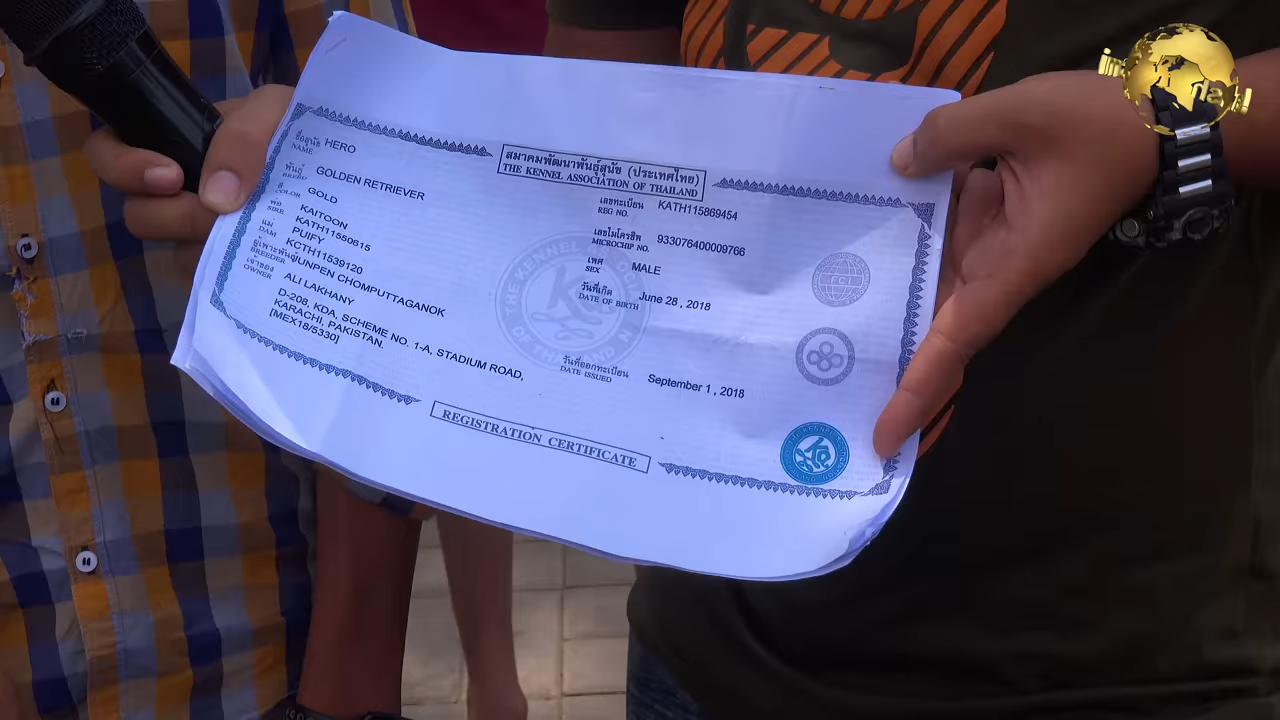 สมาคมพัฒนาพันธุ์สุนัข (ประเทศไทย)
THE KENNEL ASSOCIATION OF THAILAND
ชื่อสุนัข HERO
NAME
พันธุ์ GOLDEN RETRIEVER
BREED
สี GOLD
COLOR
พ่อ KAITOON
SIRE KATH11550615
แม่ PUIFY
DAM KCTH11539120
ผู้เพาะพันธุ์ UNPEN CHOMPUTTAGANOK
BREEDER
เจ้าของ ALI LAKHANY
OWNER
D-208, KDA, SCHEME NO. 1-A, STADIUM ROAD,
KARACHI, PAKISTAN.
[MEX18/5330]
เลขทะเบียน KATH115869454
REG NO.
เลขไมโครชิพ 933076400009766
MICROCHIP NO.
เพศ MALE
SEX
วันที่เกิด June 28 , 2018
DATE OF BIRTH
วันที่ออกทะเบียน September 1 , 2018
DATE ISSUED
FCI
REGISTRATION CERTIFICATE